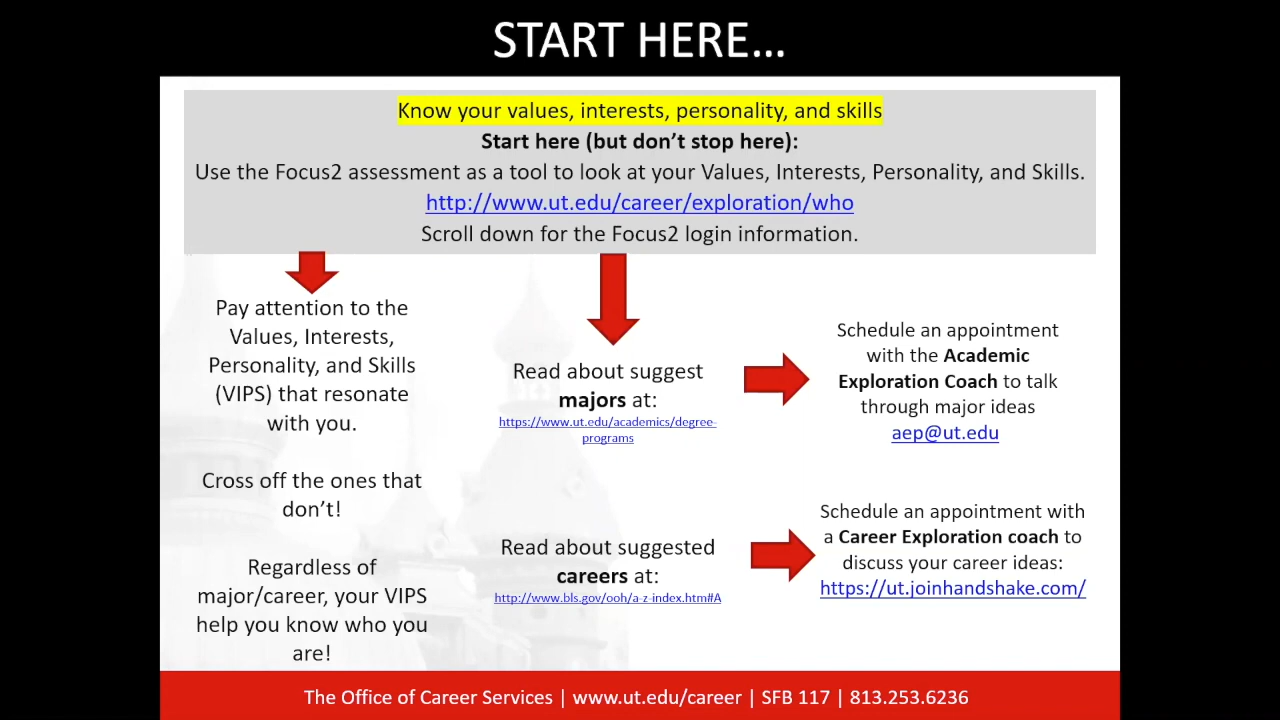 START HERE…
Know your values, interests, personality, and skills
Start here (but don't stop here):
Use the Focus2 assessment as a tool to look at your Values, Interests, Personality, and Skills.
http://www.ut.edu/career/exploration/who
Scroll down for the Focus2 login information.
Pay attention to the
Values, Interests,
Personality, and Skills
(VIPS) that resonate
with you.
Cross off the ones that
don't!
Regardless of
major/career, your VIPS
help you know who you
are!
Read about suggest
majors at:
https://www.ut.edu/academics/degree-
programs
Schedule an appointment
with the Academic
Exploration Coach to talk
through major ideas
aep@ut.edu
Read about suggested
careers at:
http://www.bls.gov/ooh/a-z-index.htm#A
Schedule an appointment with
a Career Exploration coach to
discuss your career ideas:
https://ut.joinhandshake.com/
The Office of Career Services | www.ut.edu/career | SFB 117 | 813.253.6236